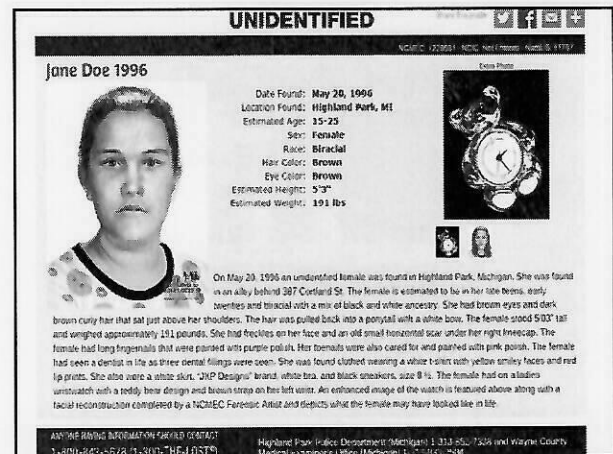 UNIDENTIFIED
Jane Doe 1996
Extra Photo
Date Found: May 20, 1996
Location Found: Highland Park, MI
Estimated Age: 15-25
Sex: Female
Race: Biracial
Hair Color: Brown
Eye Color: Brown
Estimated Height: 5'3"
Estimated Weight: 191 lbs
On May 20, 1996 an unidentified female was found in Highland Park, Michigan. She was found
in an alley behind 387 Cortland St. The female is estimated to be in her late teens, early
twenties and biracial with a mix of black and white ancestry. She had brown eyes and dark
brown curly hair that sat just above her shoulders. The hair was pulled back into a ponytail with a white bow. The female stood 5'03" tall
and weighed approximately 191 pounds. She had freckles on her face and an old small horizontal scar under her right kneecap. The
female had long fingernails that were painted with purple polish. Her toenails were also cared for and painted with pink polish. The female
had seen a dentist in life as three dental fillings were seen. She was found clothed wearing a white t-shirt with yellow smiley faces and red
lip prints. She also wore a white skirt, "JKP Designs" brand, white bra, and black sneakers, size 8 ½. The female had on a ladies
wristwatch with a teddy bear design and brown strap on her left wrist. An enhanced image of the watch is featured above along with a
facial reconstruction completed by a NCMEC Forensic Artist and depicts what the female may have looked like in life.
ANYONE HAVING INFORMATION SHOULD CONTACT
1-800-843-5678 (1-800-THE-LOST®)
Highland Park Police Department (Michigan) and Wayne County
Medical Examiner's Office (Michigan)